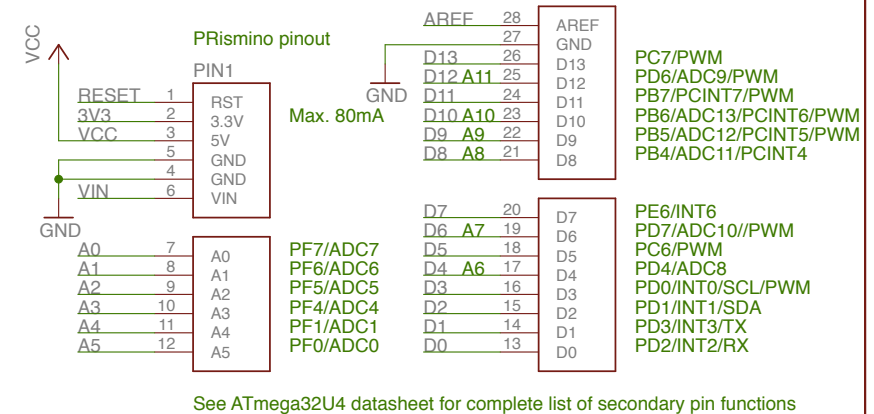 PRismino pinout
VCC
PIN1
RESET 1 RST
3V3 2 3.3V Max. 80mA
VCC 3 5V
5 GND
4 GND
VIN 6 VIN
GND
A0 7 A0 PF7/ADC7
A1 8 A1 PF6/ADC6
A2 9 A2 PF5/ADC5
A3 10 A3 PF4/ADC4
A4 11 A4 PF1/ADC1
A5 12 A5 PF0/ADC0
AREF 28 AREF
27 GND
GND
D13 26 D13 PC7/PWM
D12 A11 25 D12 PD6/ADC9/PWM
D11 24 D11 PB7/PCINT7/PWM
D10 A10 23 D10 PB6/ADC13/PCINT6/PWM
D9 A9 22 D9 PB5/ADC12/PCINT5/PWM
D8 A8 21 D8 PB4/ADC11/PCINT4
D7 20 D7 PE6/INT6
D6 A7 19 D6 PD7/ADC10//PWM
D5 18 D5 PC6/PWM
D4 A6 17 D4 PD4/ADC8
D3 16 D3 PD0/INT0/SCL/PWM
D2 15 D2 PD1/INT1/SDA
D1 14 D1 PD3/INT3/TX
D0 13 D0 PD2/INT2/RX
See ATmega32U4 datasheet for complete list of secondary pin functions